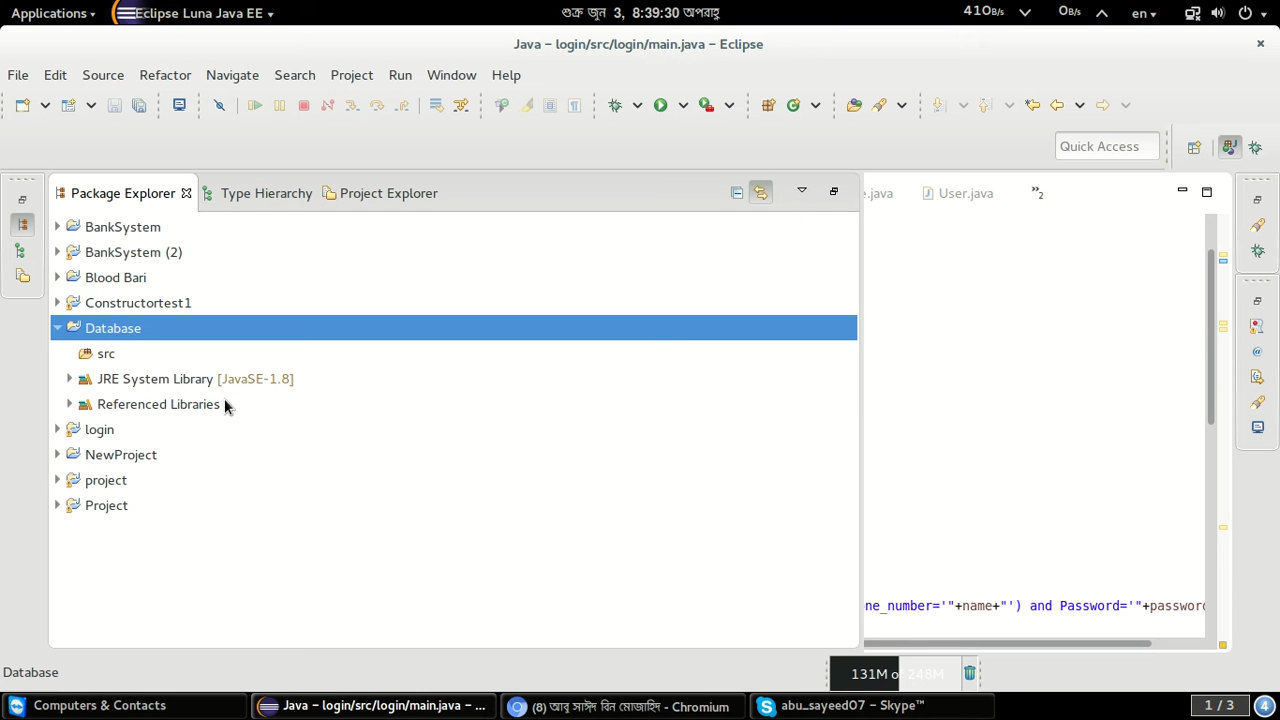 Applications ▾ Eclipse Luna Java EE ▾ শুক্র জুন 3, 8:39:30 অপরাহ্ণ 410B/s 0B/s en ▾
Java – login/src/login/main.java – Eclipse ×
File Edit Source Refactor Navigate Search Project Run Window Help
Quick Access
Package Explorer Type Hierarchy Project Explorer e.java User.java »2
BankSystem
BankSystem (2)
Blood Bari
Constructortest1
Database
src
JRE System Library [JavaSE-1.8]
Referenced Libraries
login
NewProject
project
Project
ne_number='"+name+"') and Password='"+password
Database 131M of 248M
Computers & Contacts Java – login/src/login/main.java – ... (8) আবু সাঈদ বিন মোজাহিদ - Chromium abu_sayeed07 – Skype™ 1 / 3 4